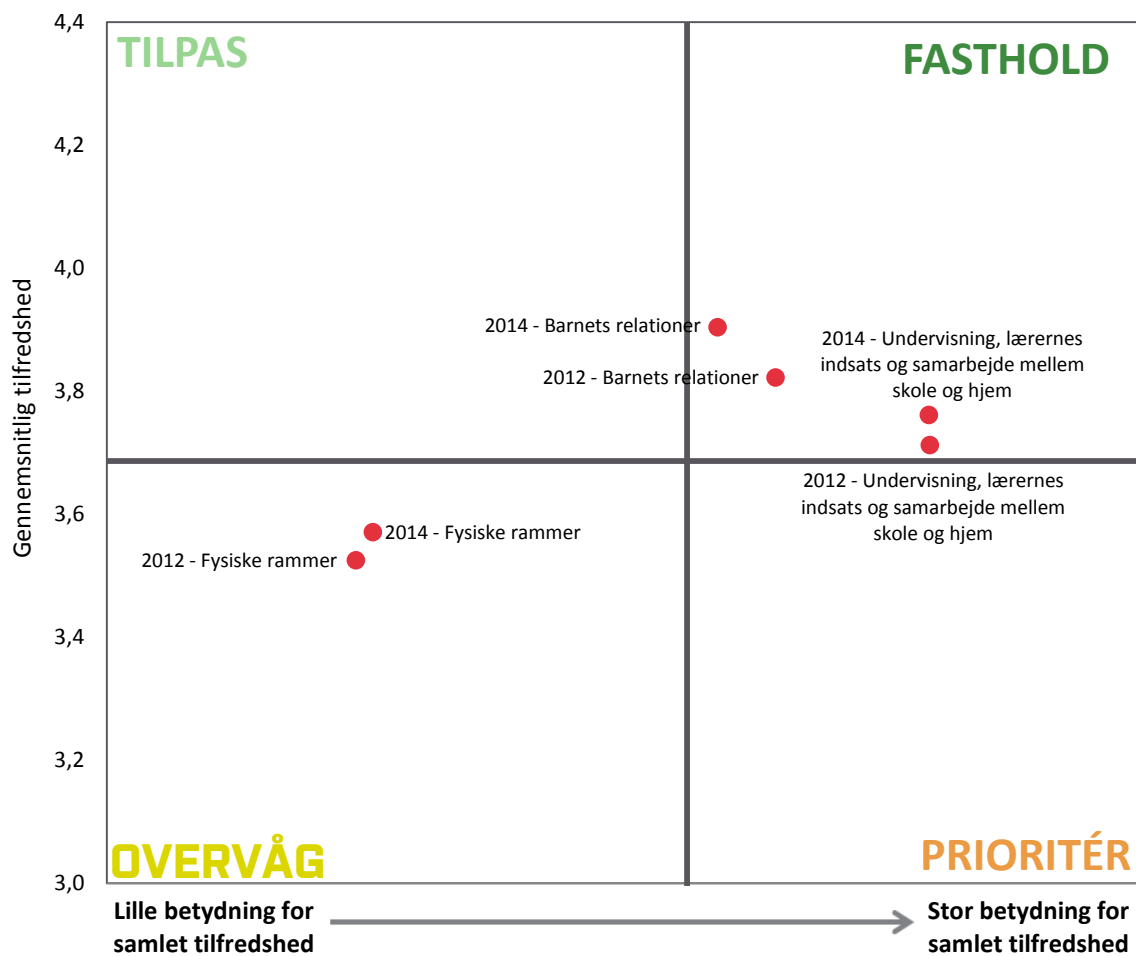 4,4
TILPAS
FASTHOLD
4,2
4,0
Gennemsnitlig tilfredshed
2014 - Barnets relationer
2014 - Undervisning, lærernes
indsats og samarbejde mellem
skole og hjem
2012 - Barnets relationer
3,8
2012 - Undervisning, lærernes
indsats og samarbejde mellem
skole og hjem
3,6
2014 - Fysiske rammer
2012 - Fysiske rammer
3,4
3,2
OVERVÅG
PRIORITÉR
3,0
Lille betydning for
samlet tilfredshed
Stor betydning for
samlet tilfredshed